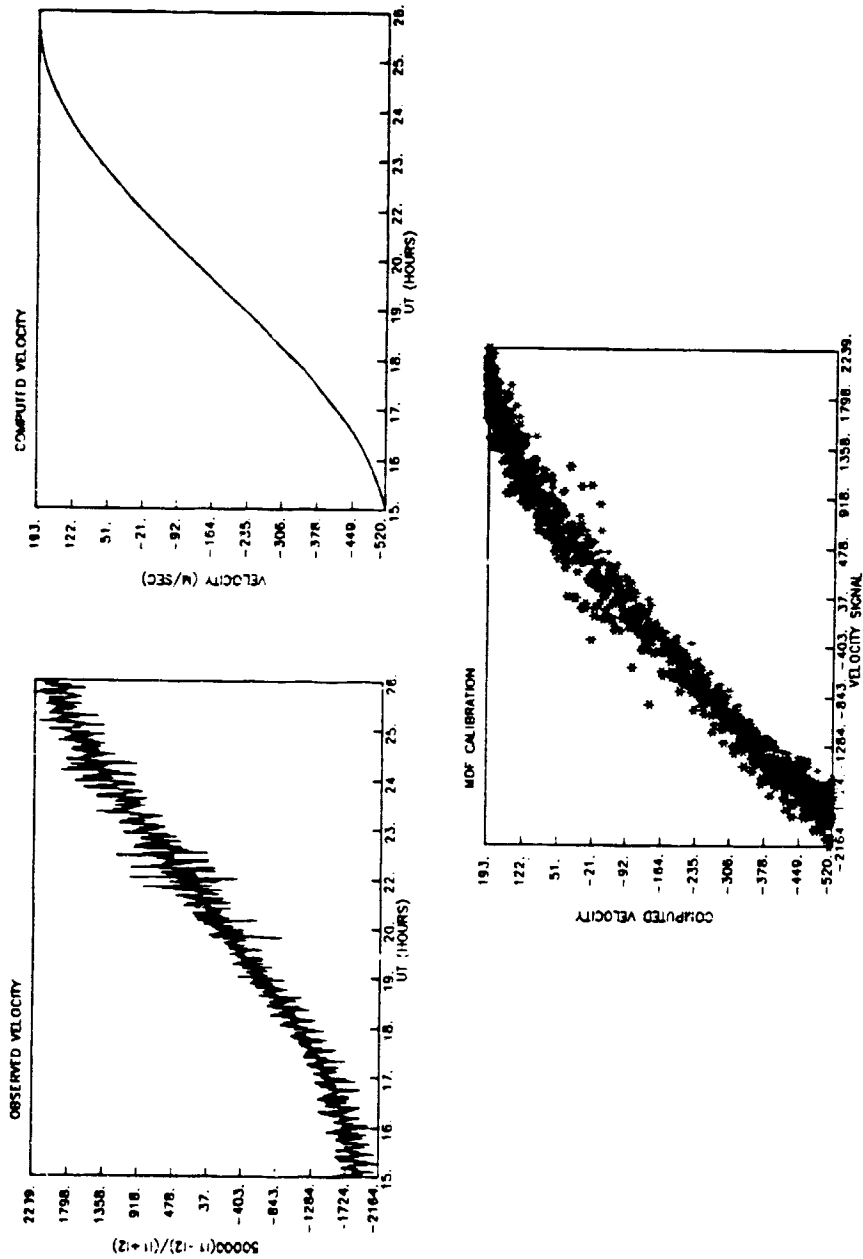 OBSERVED VELOCITY
50000(I1-I2)/(I1+I2)
2239.
1798.
1358.
918.
478.
37.
-403.
-843.
-1284.
-1724.
-2164.
15. 16. 17. 18. 19. 20. 22. 23. 24. 25. 26.
UT (HOURS)
COMPUTED VELOCITY
VELOCITY (M/SEC)
193.
122.
51.
-21.
-92.
-164.
-235.
-306.
-378.
-449.
-520.
15. 16. 17. 18. 19. 20. 22. 23. 24. 25. 26.
UT (HOURS)
MDF CALIBRATION
COMPUTED VELOCITY
193.
122.
51.
-21.
-92.
-164.
-235.
-306.
-378.
-449.
-520.
-2164 -1284. -843. -403. 37. 478. 918. 1358. 1798. 2239.
VELOCITY SIGNAL